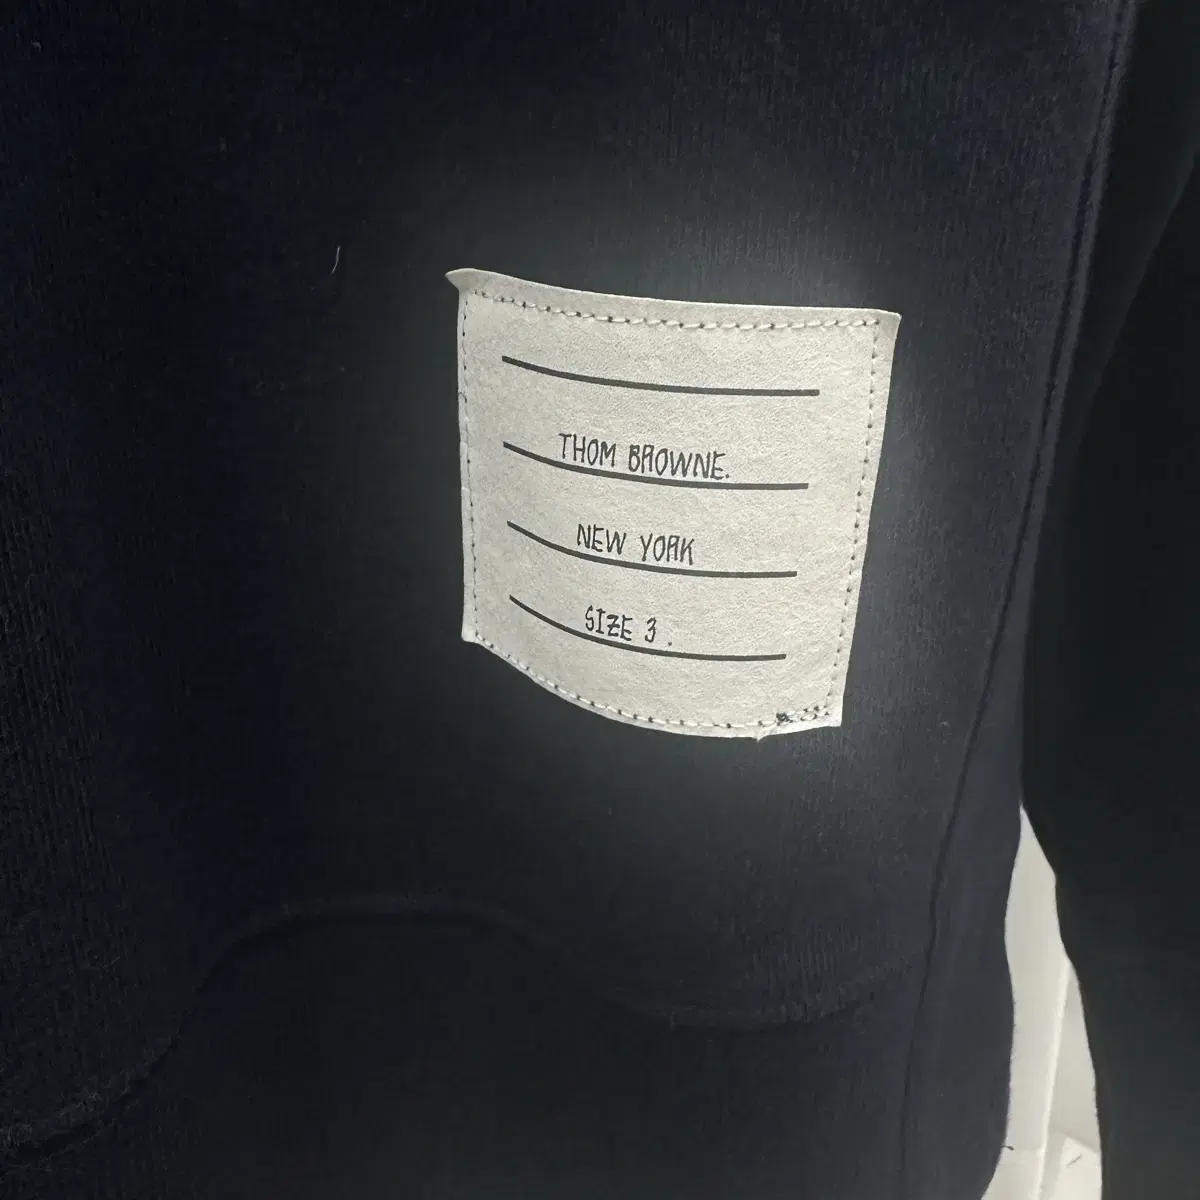 THOM BROWNE.
NEW YORK
SIZE 3 .